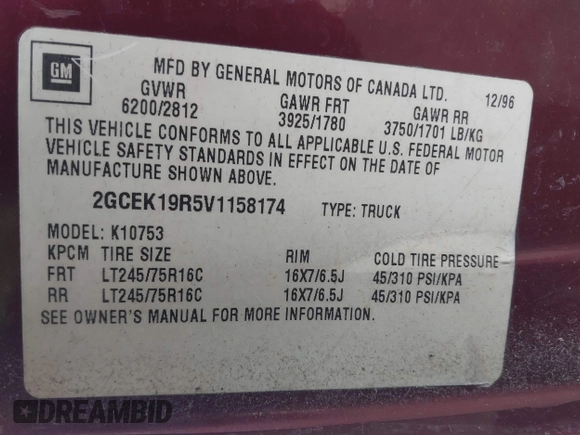 GM
MFD BY GENERAL MOTORS OF CANADA LTD. 12/96
GVWR GAWR FRT GAWR RR
6200/2812 3925/1780 3750/1701 LB/KG
THIS VEHICLE CONFORMS TO ALL APPLICABLE U.S. FEDERAL MOTOR
VEHICLE SAFETY STANDARDS IN EFFECT ON THE DATE OF
MANUFACTURE SHOWN ABOVE.
2GCEK19R5V1158174 TYPE: TRUCK
MODEL: K10753
KPCM TIRE SIZE RIM COLD TIRE PRESSURE
FRT LT245/75R16C 16X7/6.5J 45/310 PSI/KPA
RR LT245/75R16C 16X7/6.5J 45/310 PSI/KPA
SEE OWNER'S MANUAL FOR MORE INFORMATION.
DREAMBID